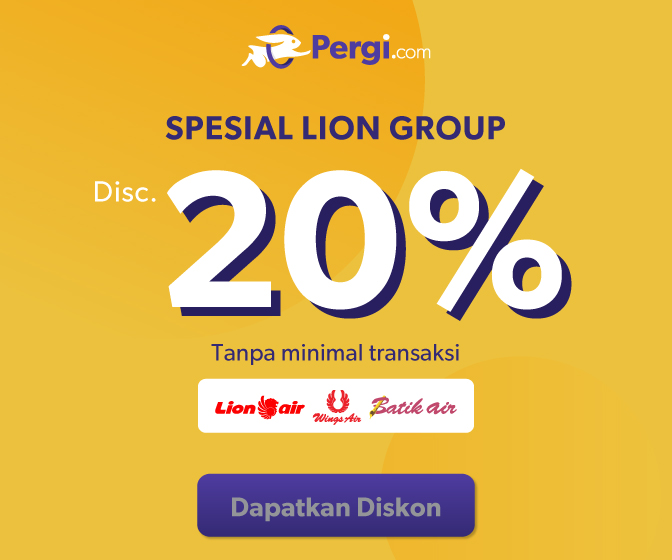 Pergi.com
SPESIAL LION GROUP
Disc. 20%
Tanpa minimal transaksi
Lion air Wings Air Batik air
Dapatkan Diskon